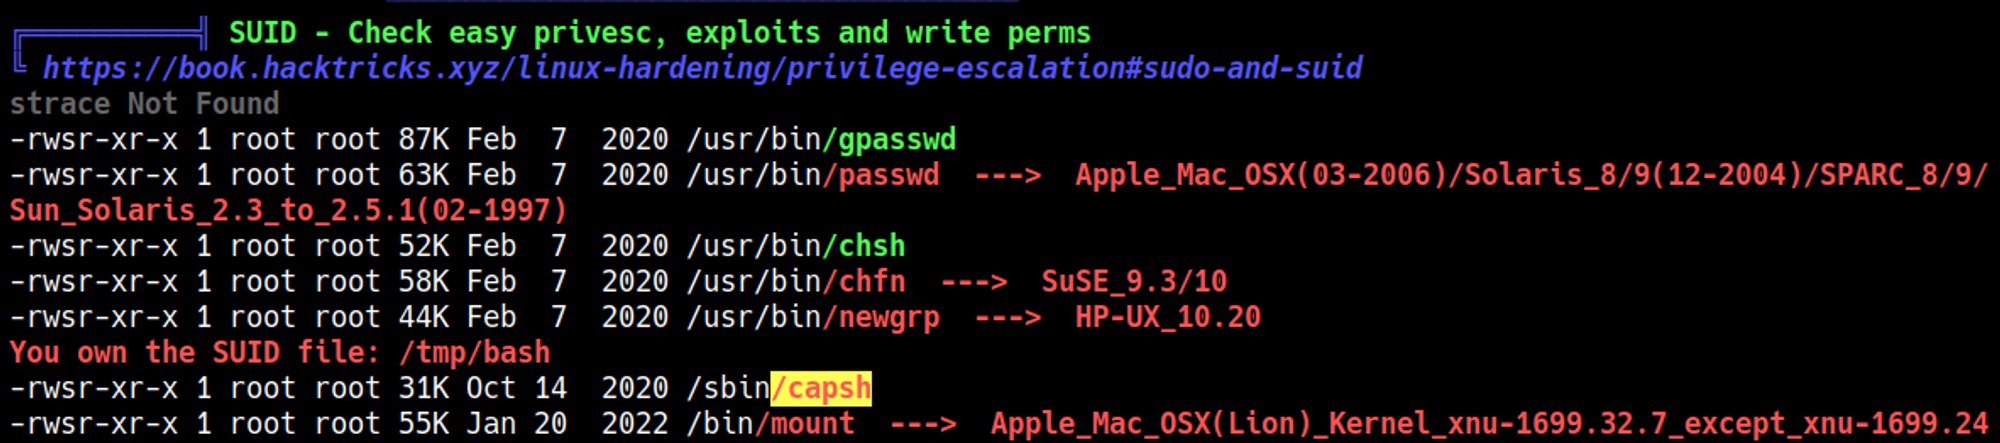 SUID - Check easy privesc, exploits and write perms
https://book.hacktricks.xyz/linux-hardening/privilege-escalation#sudo-and-suid
strace Not Found
-rwsr-xr-x 1 root root 87K Feb  7  2020 /usr/bin/gpasswd
-rwsr-xr-x 1 root root 63K Feb  7  2020 /usr/bin/passwd  --->  Apple_Mac_OSX(03-2006)/Solaris_8/9(12-2004)/SPARC_8/9/
Sun_Solaris_2.3_to_2.5.1(02-1997)
-rwsr-xr-x 1 root root 52K Feb  7  2020 /usr/bin/chsh
-rwsr-xr-x 1 root root 58K Feb  7  2020 /usr/bin/chfn  --->  SuSE_9.3/10
-rwsr-xr-x 1 root root 44K Feb  7  2020 /usr/bin/newgrp  --->  HP-UX_10.20
You own the SUID file: /tmp/bash
-rwsr-xr-x 1 root root 31K Oct 14  2020 /sbin/capsh
-rwsr-xr-x 1 root root 55K Jan 20  2022 /bin/mount  --->  Apple_Mac_OSX(Lion)_Kernel_xnu-1699.32.7_except_xnu-1699.24